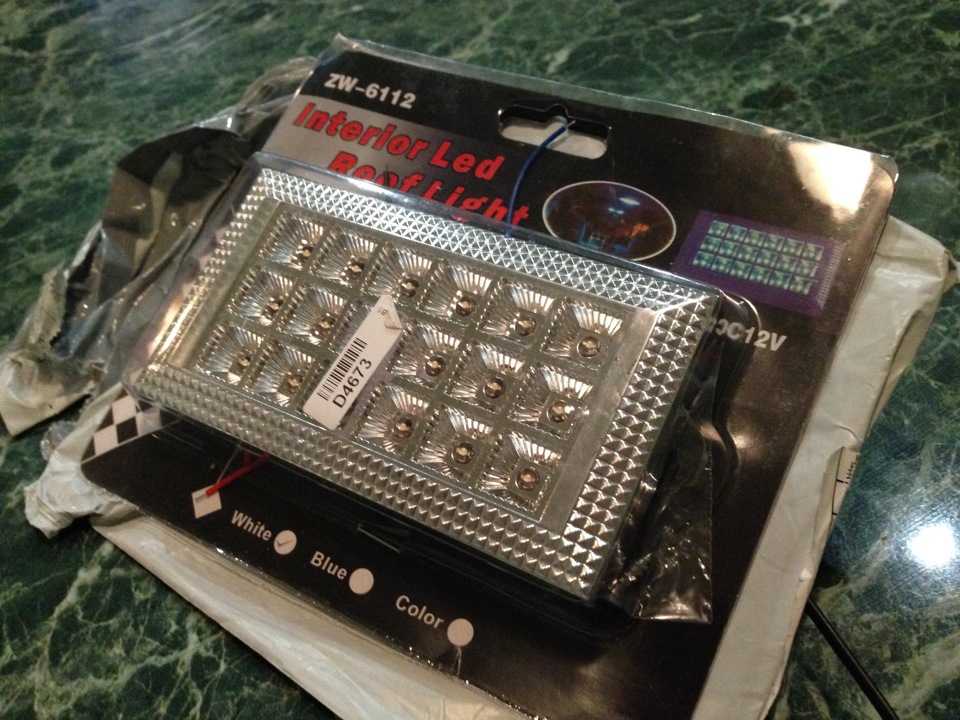 ZW-6112
Interior Led
Roof Light
DC12V
D4673
White
Blue
Color